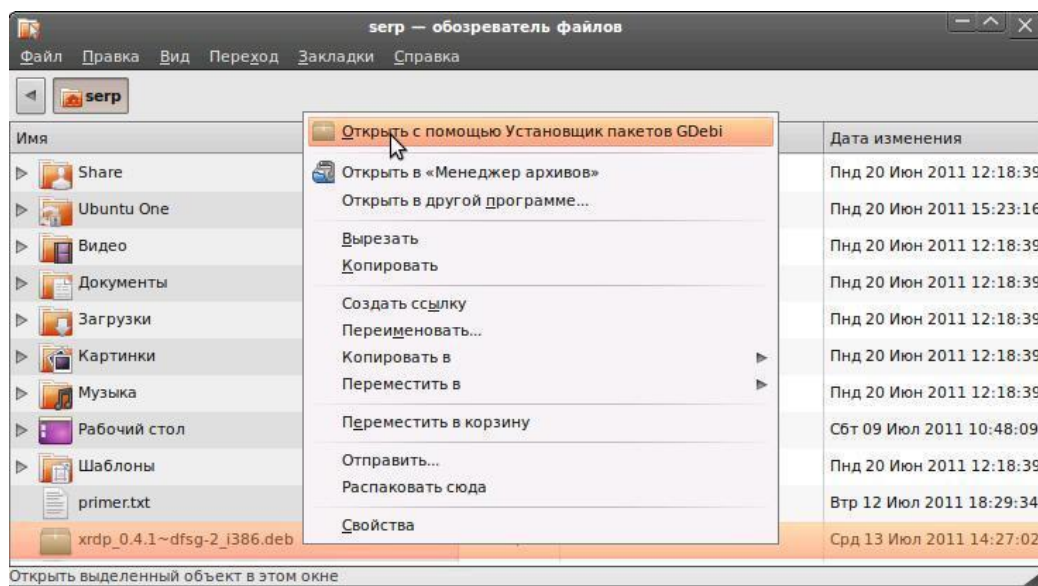 serp — обозреватель файлов
Файл Правка Вид Переход Закладки Справка
serp
Имя
Дата изменения
Открыть с помощью Установщик пакетов GDebi
Открыть в «Менеджер архивов»
Открыть в другой программе...
Вырезать
Копировать
Создать ссылку
Переименовать...
Копировать в
Переместить в
Переместить в корзину
Отправить...
Распаковать сюда
Свойства
Share Пнд 20 Июн 2011 12:18:39
Ubuntu One Пнд 20 Июн 2011 15:23:16
Видео Пнд 20 Июн 2011 12:18:39
Документы Пнд 20 Июн 2011 12:18:39
Загрузки Пнд 20 Июн 2011 12:18:39
Картинки Пнд 20 Июн 2011 12:18:39
Музыка Пнд 20 Июн 2011 12:18:39
Рабочий стол Сбт 09 Июл 2011 10:48:09
Шаблоны Пнд 20 Июн 2011 12:18:39
primer.txt Втр 12 Июл 2011 18:29:34
xrdp_0.4.1~dfsg-2_i386.deb Срд 13 Июл 2011 14:27:02
Открыть выделенный объект в этом окне